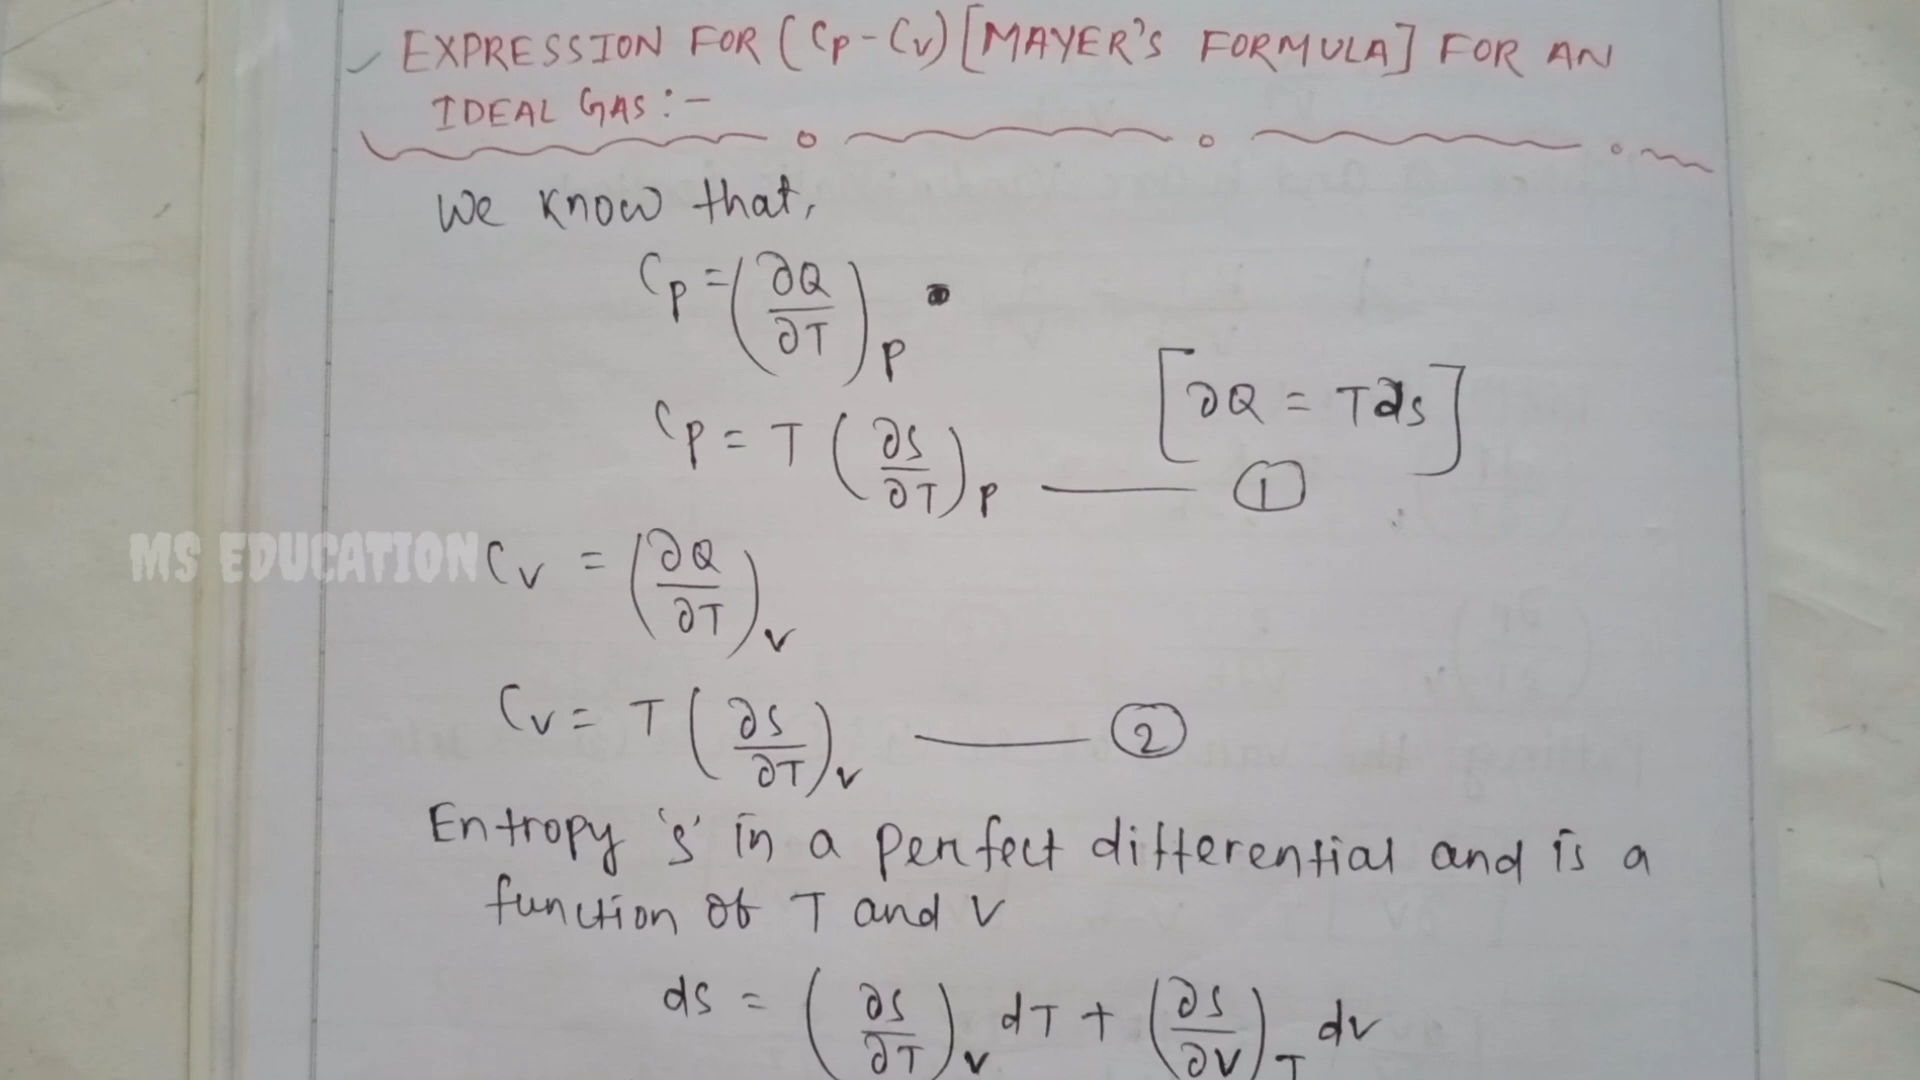 EXPRESSION FOR (Cp-Cv) [MAYER'S FORMULA] FOR AN
IDEAL GAS:-
We know that,
Cp = (∂Q/∂T)p
[∂Q = T∂s]
Cp = T (∂S/∂T)p —— ①
MS EDUCATION
Cv = (∂Q/∂T)v
Cv = T (∂S/∂T)v —— ②
Entropy 's' in a perfect differential and is a
function of T and V
ds = (∂S/∂T)v dT + (∂S/∂V)T dv